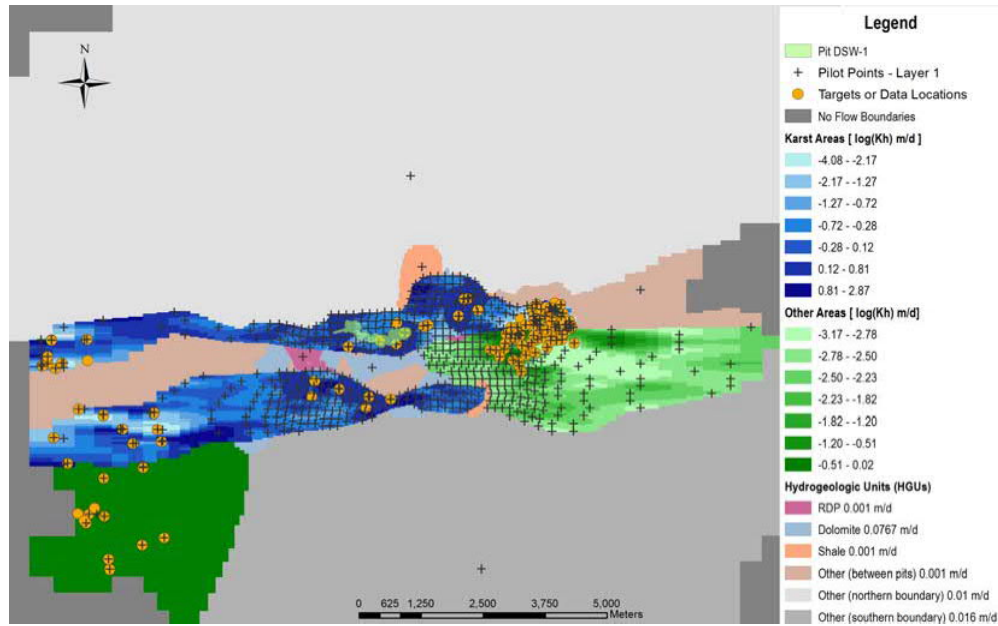 Legend
N
Pit DSW-1
Pilot Points - Layer 1
Targets or Data Locations
No Flow Boundaries
Karst Areas [ log(Kh) m/d ]
-4.08 - -2.17
-2.17 - -1.27
-1.27 - -0.72
-0.72 - -0.28
-0.28 - 0.12
0.12 - 0.81
0.81 - 2.87
Other Areas [ log(Kh) m/d]
-3.17 - -2.78
-2.78 - -2.50
-2.50 - -2.23
-2.23 - -1.82
-1.82 - -1.20
-1.20 - -0.51
-0.51 - 0.02
Hydrogeologic Units (HGUs)
RDP 0.001 m/d
Dolomite 0.0767 m/d
Shale 0.001 m/d
Other (between pits) 0.001 m/d
Other (northern boundary) 0.01 m/d
Other (southern boundary) 0.016 m/d
0 625 1,250 2,500 3,750 5,000
Meters